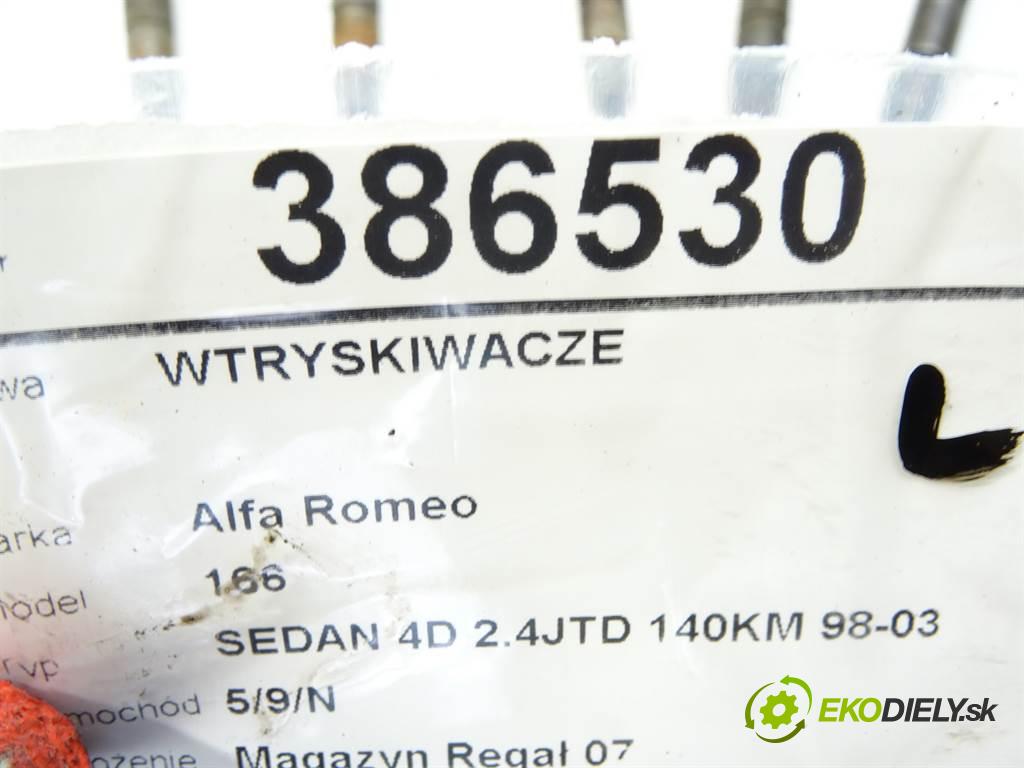 386530
WTRYSKIWACZE
Alfa Romeo
166
SEDAN 4D 2.4JTD 140KM 98-03
5/9/N
Magazyn Regał 07
EKODIELY.sk